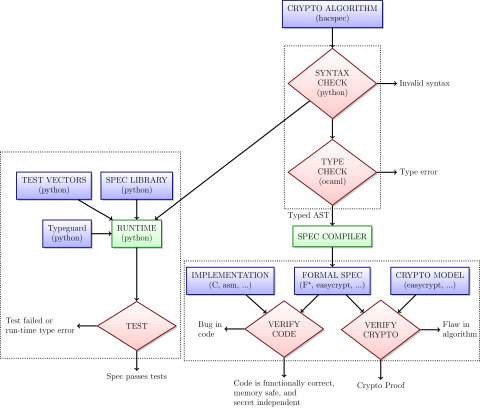 CRYPTO ALGORITHM
(hacspec)
SYNTAX
CHECK
(python)
Invalid syntax
TYPE
CHECK
(ocaml)
Type error
Typed AST
SPEC COMPILER
TEST VECTORS
(python)
SPEC LIBRARY
(python)
Typeguard
(python)
RUNTIME
(python)
TEST
Test failed or
run-time type error
Spec passes tests
IMPLEMENTATION
(C, asm, ...)
FORMAL SPEC
(F*, easycrypt, ...)
CRYPTO MODEL
(easycrypt, ...)
Bug in
code
VERIFY
CODE
VERIFY
CRYPTO
Flaw in
algorithm
Code is functionally correct,
memory safe, and
secret independent
Crypto Proof